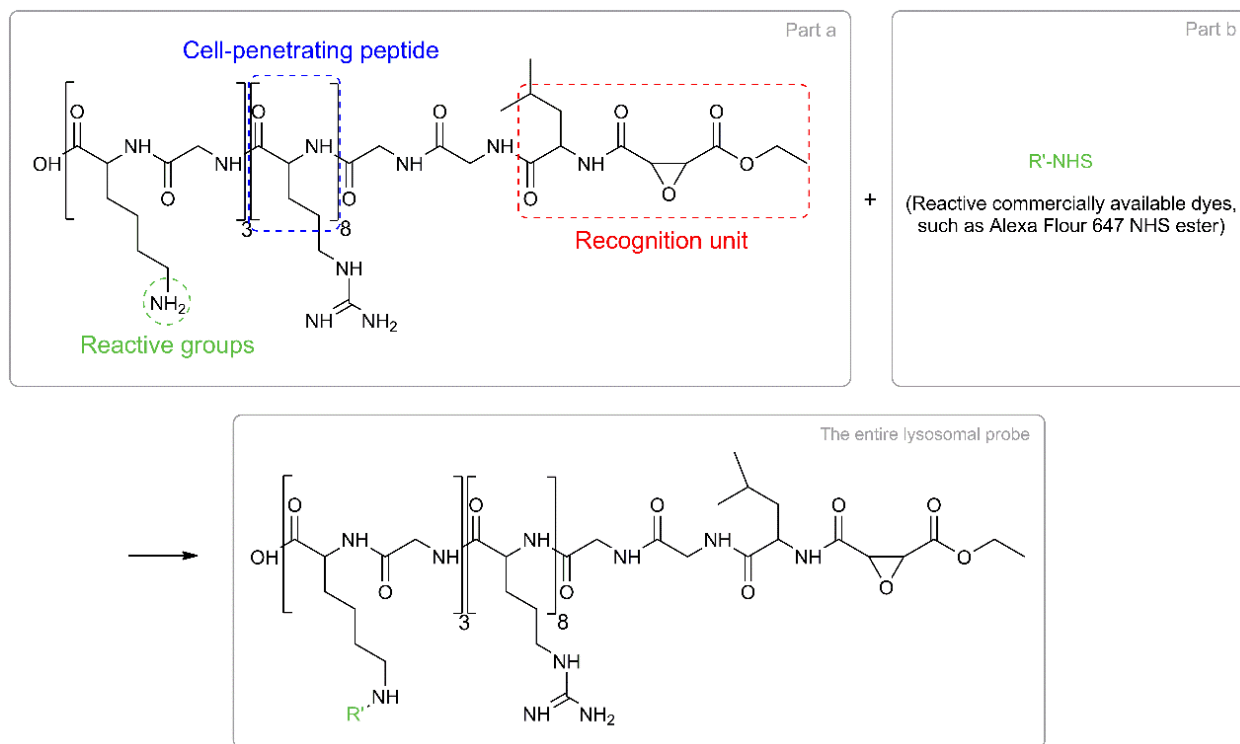 Part a
Cell-penetrating peptide
O
O
O
O
O
NH
NH
NH
OH
NH
NH
NH
O
O
O
O
O
3
8
Recognition unit
NH
NH2
NH
NH2
Reactive groups
+
Part b
R'-NHS
(Reactive commercially available dyes,
such as Alexa Flour 647 NHS ester)
The entire lysosomal probe
O
O
O
O
O
NH
NH
NH
OH
NH
NH
NH
O
O
O
O
O
3
8
NH
NH
R'
NH
NH2